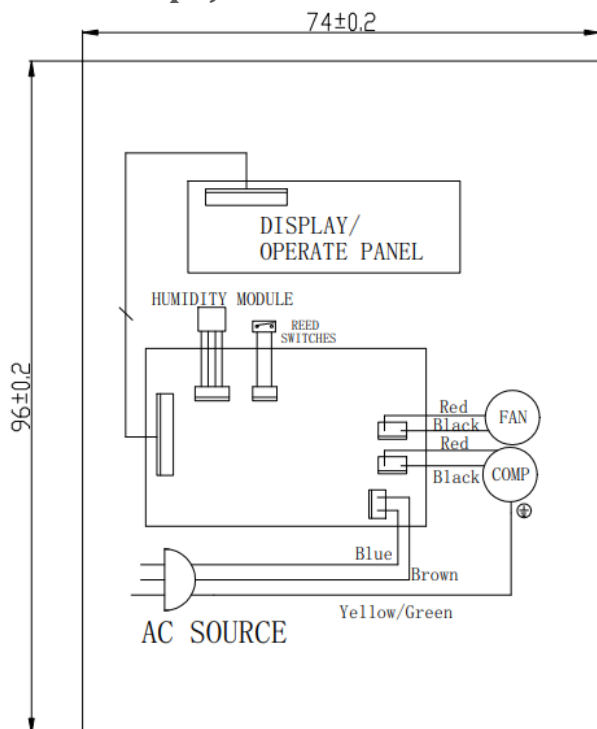 74±0.2
96±0.2
DISPLAY/
OPERATE PANEL
HUMIDITY MODULE
REED
SWITCHES
Red
Black
FAN
Red
Black
COMP
Blue
Brown
Yellow/Green
AC SOURCE